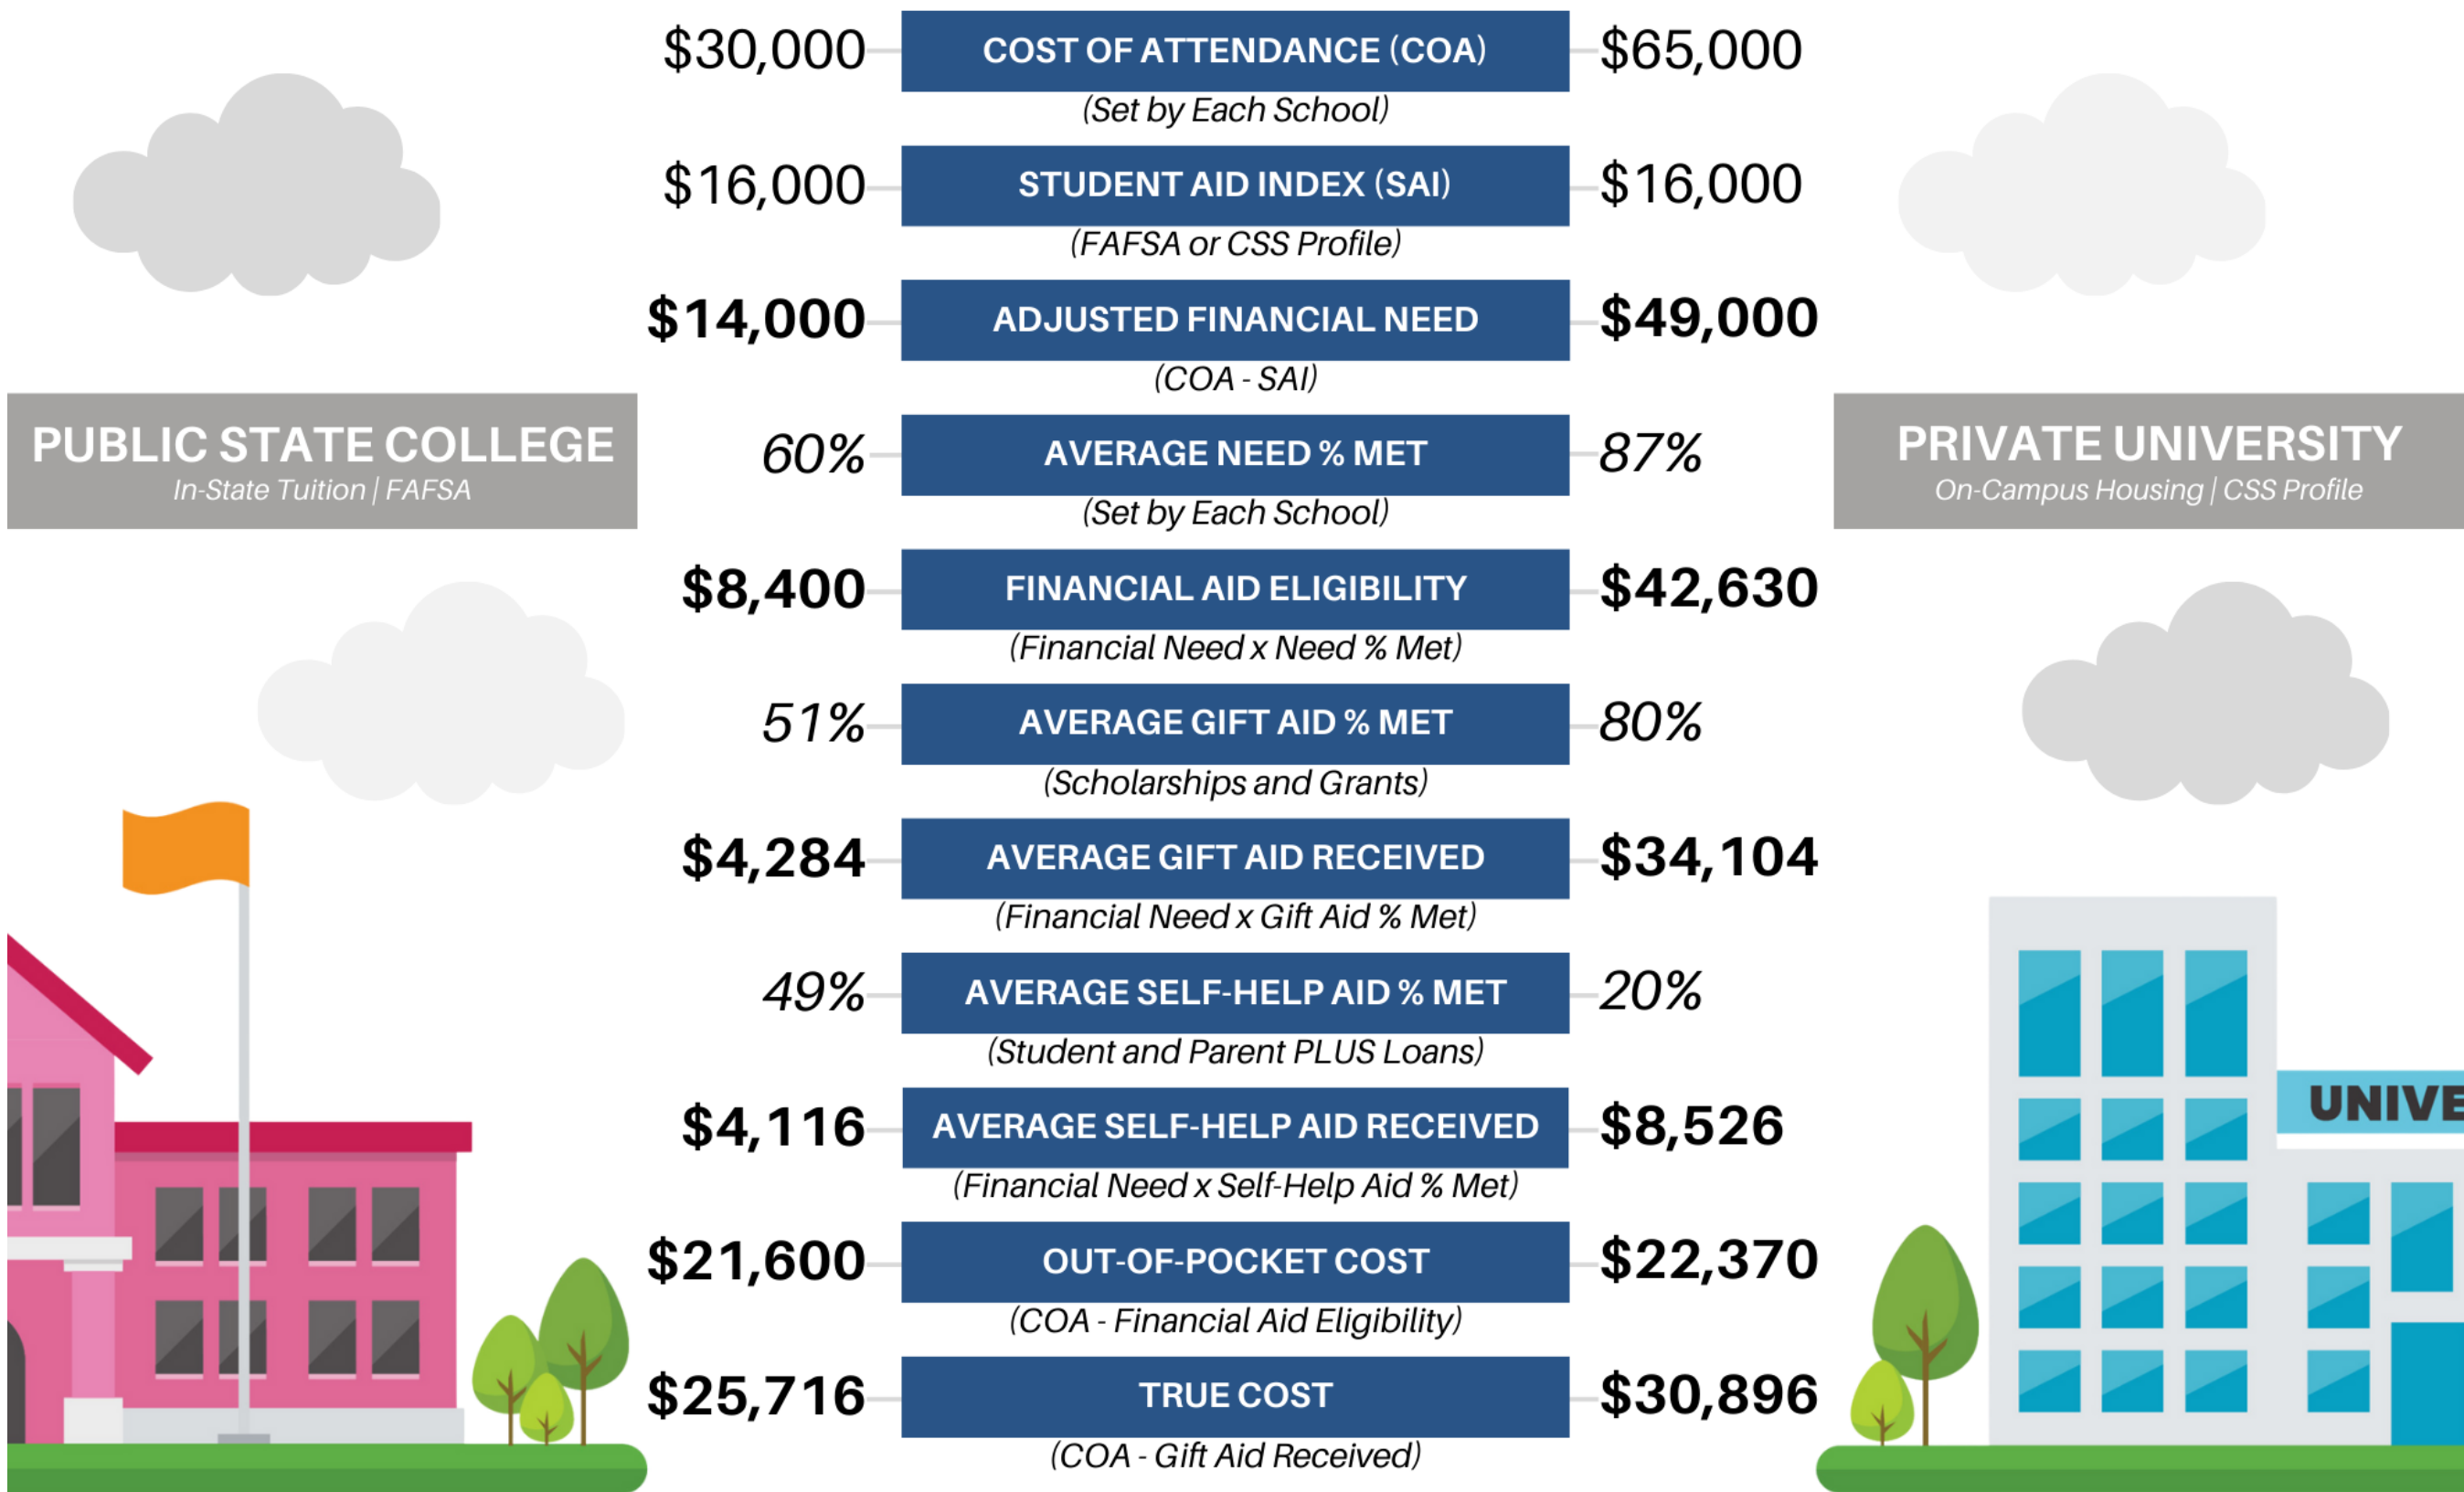 $30,000 COST OF ATTENDANCE (COA) $65,000
(Set by Each School)
$16,000 STUDENT AID INDEX (SAI) $16,000
(FAFSA or CSS Profile)
$14,000 ADJUSTED FINANCIAL NEED $49,000
(COA - SAI)
PUBLIC STATE COLLEGE
In-State Tuition | FAFSA
60% AVERAGE NEED % MET 87%
(Set by Each School)
PRIVATE UNIVERSITY
On-Campus Housing | CSS Profile
$8,400 FINANCIAL AID ELIGIBILITY $42,630
(Financial Need x Need % Met)
51% AVERAGE GIFT AID % MET 80%
(Scholarships and Grants)
$4,284 AVERAGE GIFT AID RECEIVED $34,104
(Financial Need x Gift Aid % Met)
49% AVERAGE SELF-HELP AID % MET 20%
(Student and Parent PLUS Loans)
$4,116 AVERAGE SELF-HELP AID RECEIVED $8,526
(Financial Need x Self-Help Aid % Met)
UNIVE
$21,600 OUT-OF-POCKET COST $22,370
(COA - Financial Aid Eligibility)
$25,716 TRUE COST $30,896
(COA - Gift Aid Received)